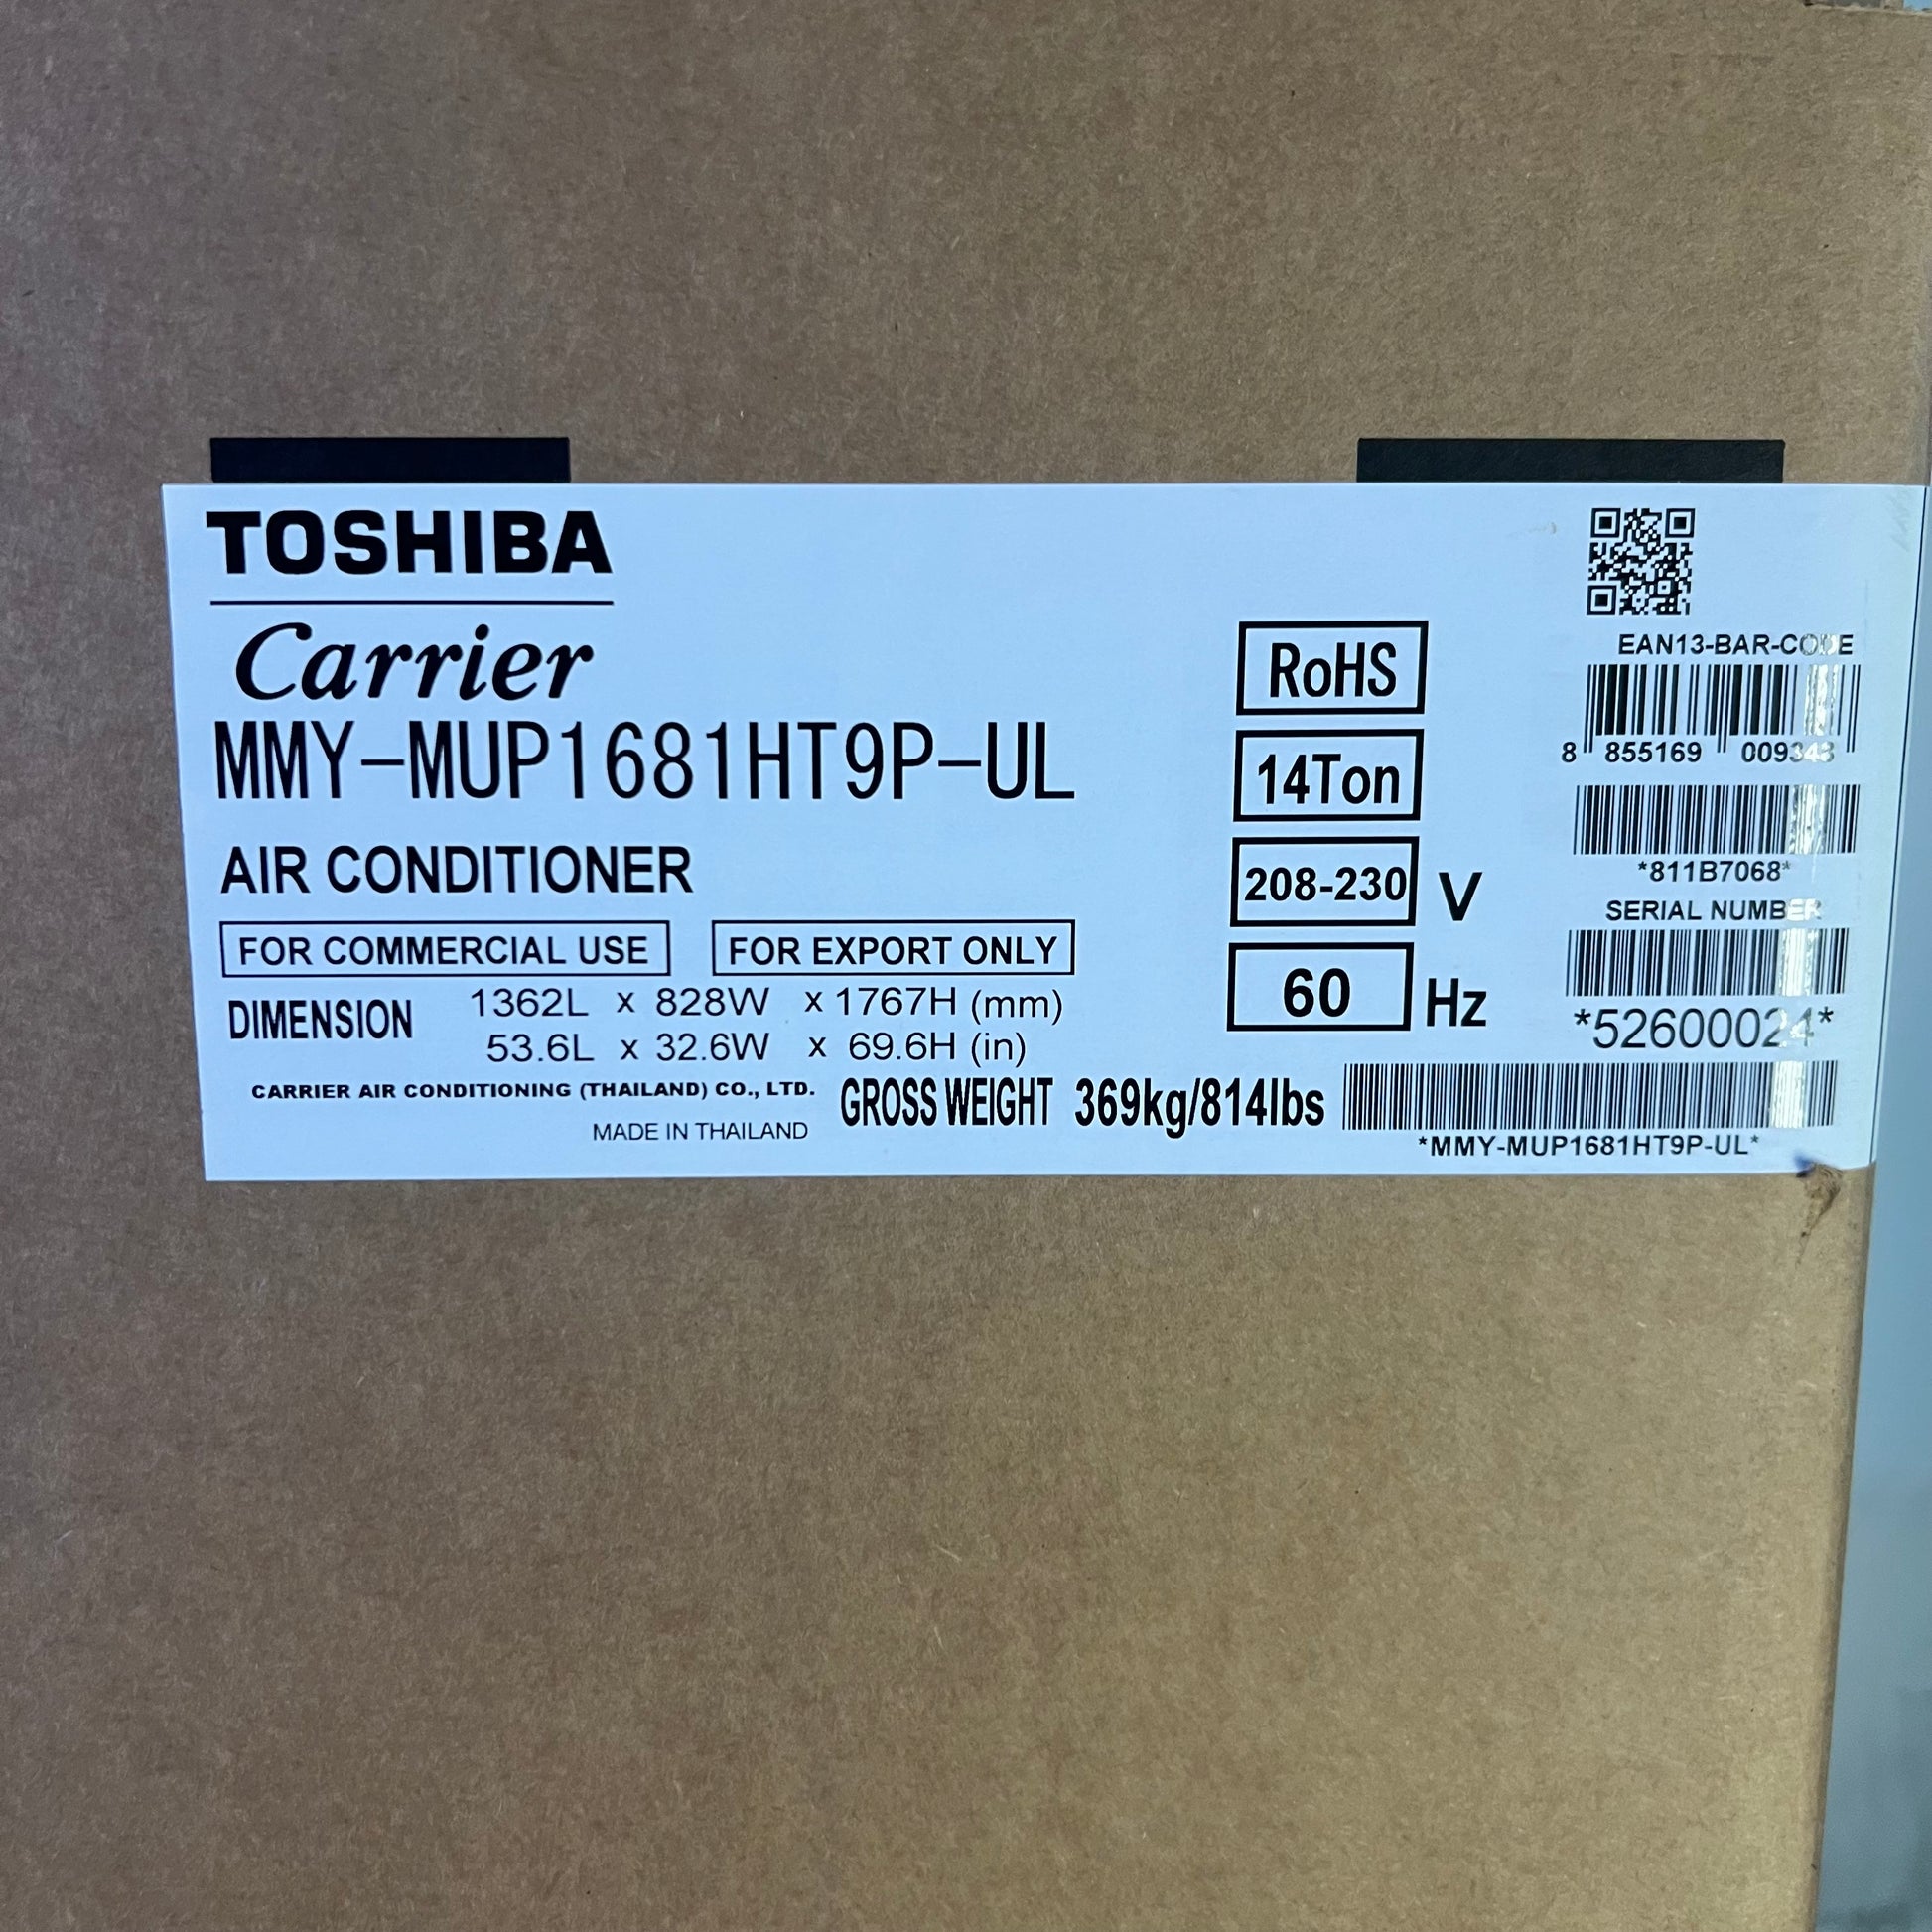 TOSHIBA
Carrier
MMY-MUP1681HT9P-UL
AIR CONDITIONER
FOR COMMERCIAL USE
FOR EXPORT ONLY
DIMENSION
1362L x 828W x 1767H (mm)
53.6L x 32.6W x 69.6H (in)
CARRIER AIR CONDITIONING (THAILAND) CO., LTD.
MADE IN THAILAND
GROSS WEIGHT 369kg/814lbs
RoHS
14Ton
208-230 V
60 Hz
EAN13-BAR-CODE
8 855169 009343
*811B7068*
SERIAL NUMBER
*52600024*
*MMY-MUP1681HT9P-UL*